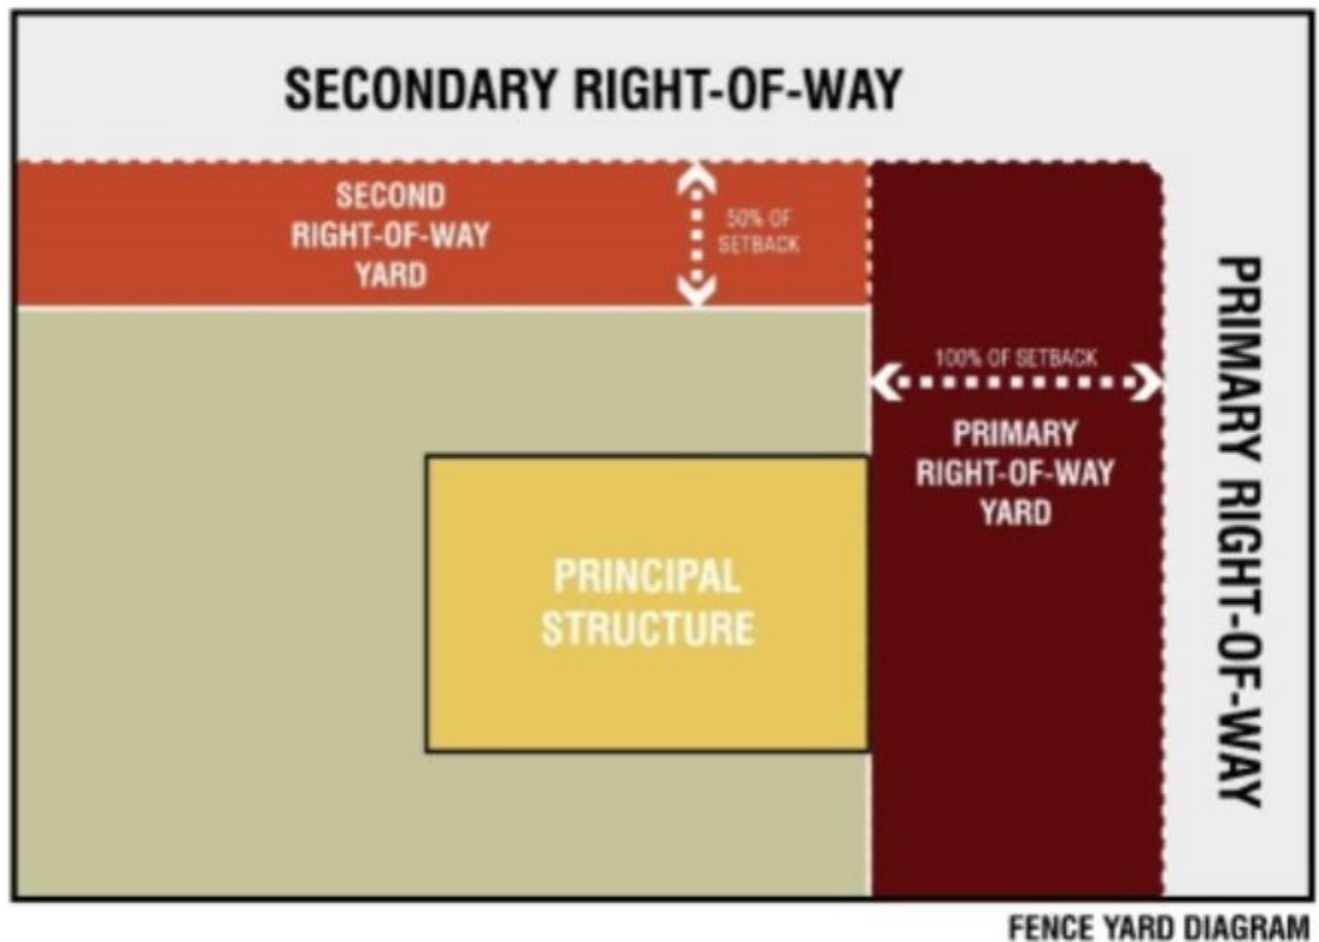 SECONDARY RIGHT-OF-WAY
SECOND
RIGHT-OF-WAY
YARD
50% OF
SETBACK
100% OF SETBACK
PRIMARY
RIGHT-OF-WAY
YARD
PRIMARY RIGHT-OF-WAY
PRINCIPAL
STRUCTURE
FENCE YARD DIAGRAM